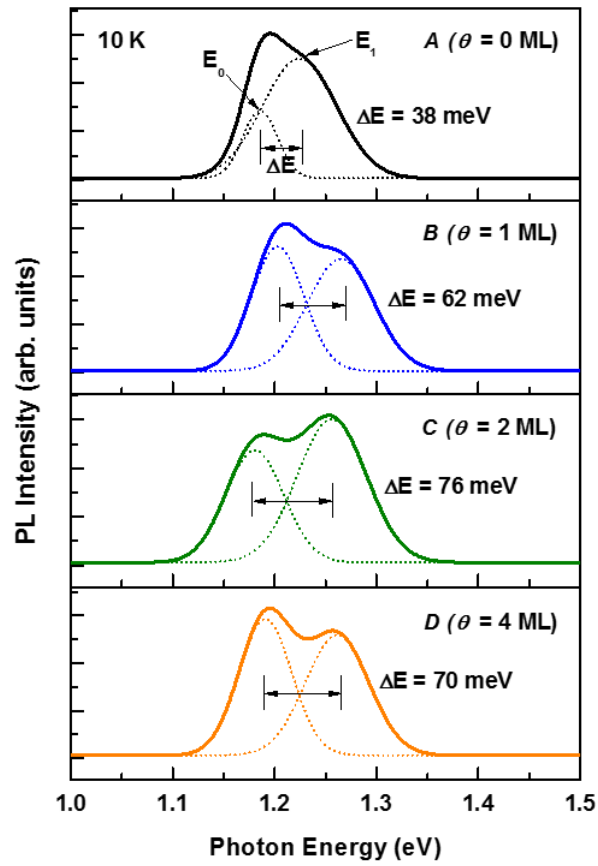 10 K
A (θ = 0 ML)
E₁
E₀
ΔE = 38 meV
ΔE
B (θ = 1 ML)
ΔE = 62 meV
C (θ = 2 ML)
ΔE = 76 meV
D (θ = 4 ML)
ΔE = 70 meV
PL Intensity (arb. units)
1.0 1.1 1.2 1.3 1.4 1.5
Photon Energy (eV)